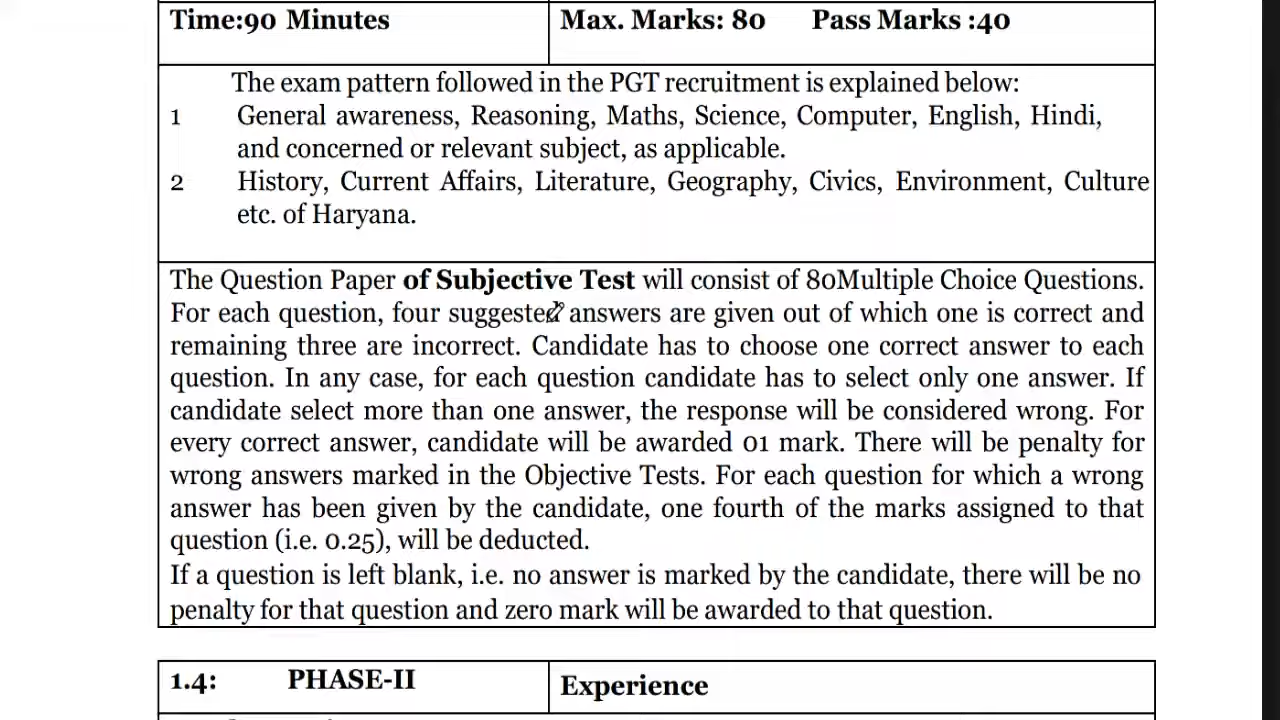 Time:90 Minutes Max. Marks: 80 Pass Marks :40
The exam pattern followed in the PGT recruitment is explained below:
1 General awareness, Reasoning, Maths, Science, Computer, English, Hindi,
and concerned or relevant subject, as applicable.
2 History, Current Affairs, Literature, Geography, Civics, Environment, Culture
etc. of Haryana.
The Question Paper of Subjective Test will consist of 80Multiple Choice Questions.
For each question, four suggested answers are given out of which one is correct and
remaining three are incorrect. Candidate has to choose one correct answer to each
question. In any case, for each question candidate has to select only one answer. If
candidate select more than one answer, the response will be considered wrong. For
every correct answer, candidate will be awarded 01 mark. There will be penalty for
wrong answers marked in the Objective Tests. For each question for which a wrong
answer has been given by the candidate, one fourth of the marks assigned to that
question (i.e. 0.25), will be deducted.
If a question is left blank, i.e. no answer is marked by the candidate, there will be no
penalty for that question and zero mark will be awarded to that question.
1.4: PHASE-II Experience